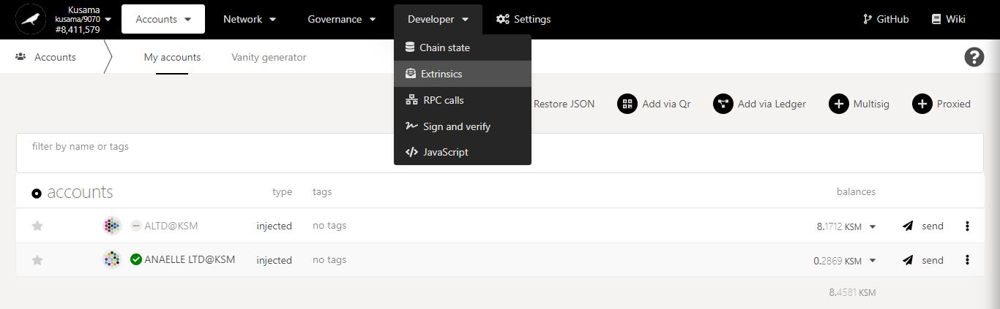 Kusama
kusama/9070
#8,411,579
Accounts
Network
Governance
Developer
Settings
GitHub
Wiki
Accounts
My accounts
Vanity generator
?
Chain state
Extrinsics
RPC calls
Sign and verify
JavaScript
Restore JSON
Add via Qr
Add via Ledger
Multisig
Proxied
filter by name or tags
accounts
type
tags
balances
ALTD@KSM
injected
no tags
8.1712 KSM
send
ANAELLE LTD@KSM
injected
no tags
0.2869 KSM
send
8.4581 KSM